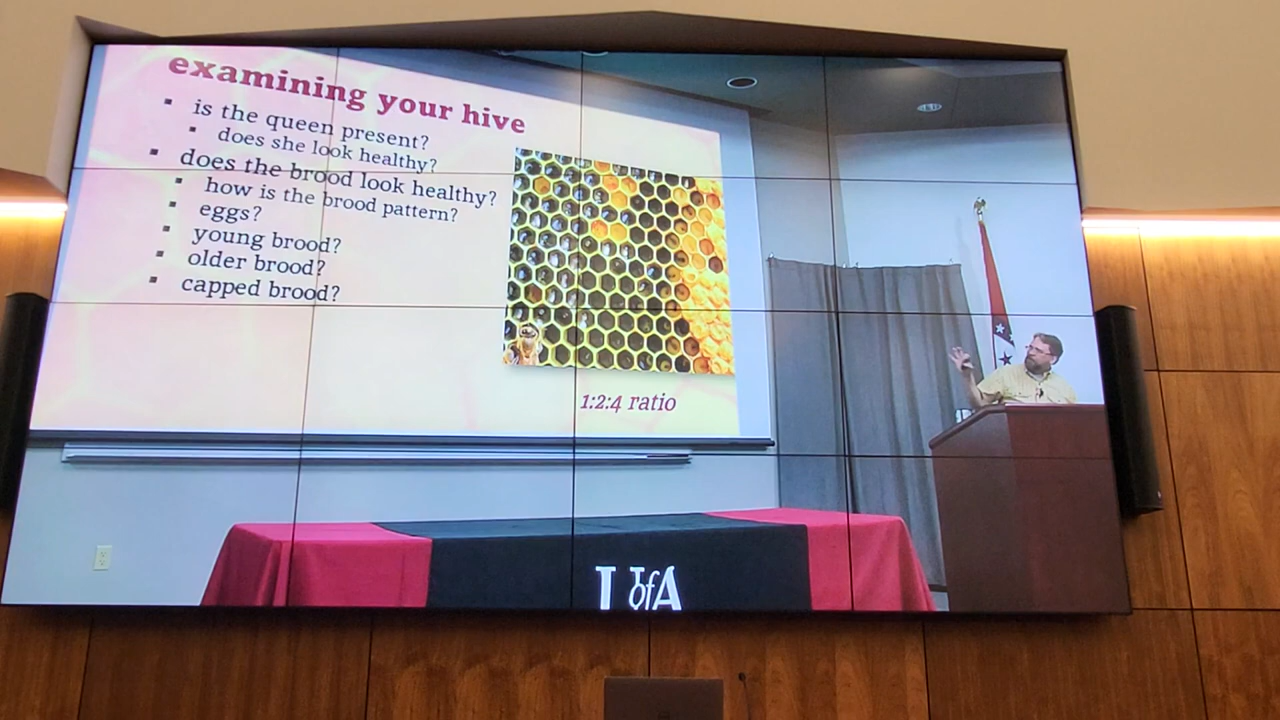 examining your hive
▪ is the queen present?
▪ does she look healthy?
▪ does the brood look healthy?
▪ how is the brood pattern?
▪ eggs?
▪ young brood?
▪ older brood?
▪ capped brood?
1:2:4 ratio
U of A